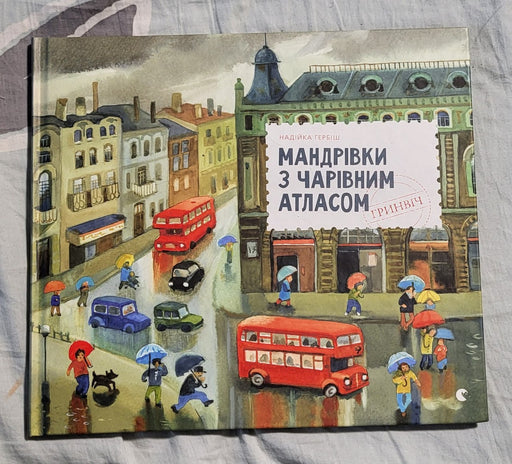 НАДІЙКА ГЕРБІШ
МАНДРІВКИ
З ЧАРІВНИМ
АТЛАСОМ
ГРИНВІЧ